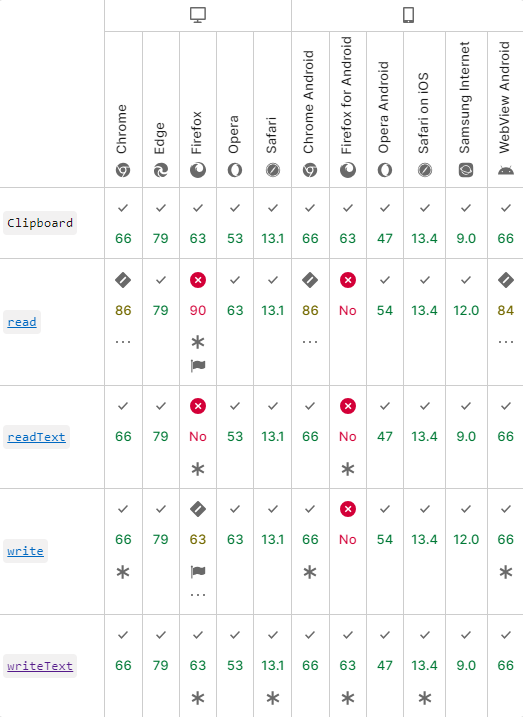 Chrome Edge Firefox Opera Safari Chrome Android Firefox for Android Opera Android Safari on iOS Samsung Internet WebView Android
Clipboard 66 79 63 53 13.1 66 63 47 13.4 9.0 66
read 86 79 90 63 13.1 86 No 54 13.4 12.0 84
... ... ...
readText 66 79 No 53 13.1 66 No 47 13.4 9.0 66
write 66 79 63 63 13.1 66 No 54 13.4 12.0 66
...
writeText 66 79 63 53 13.1 66 63 47 13.4 9.0 66